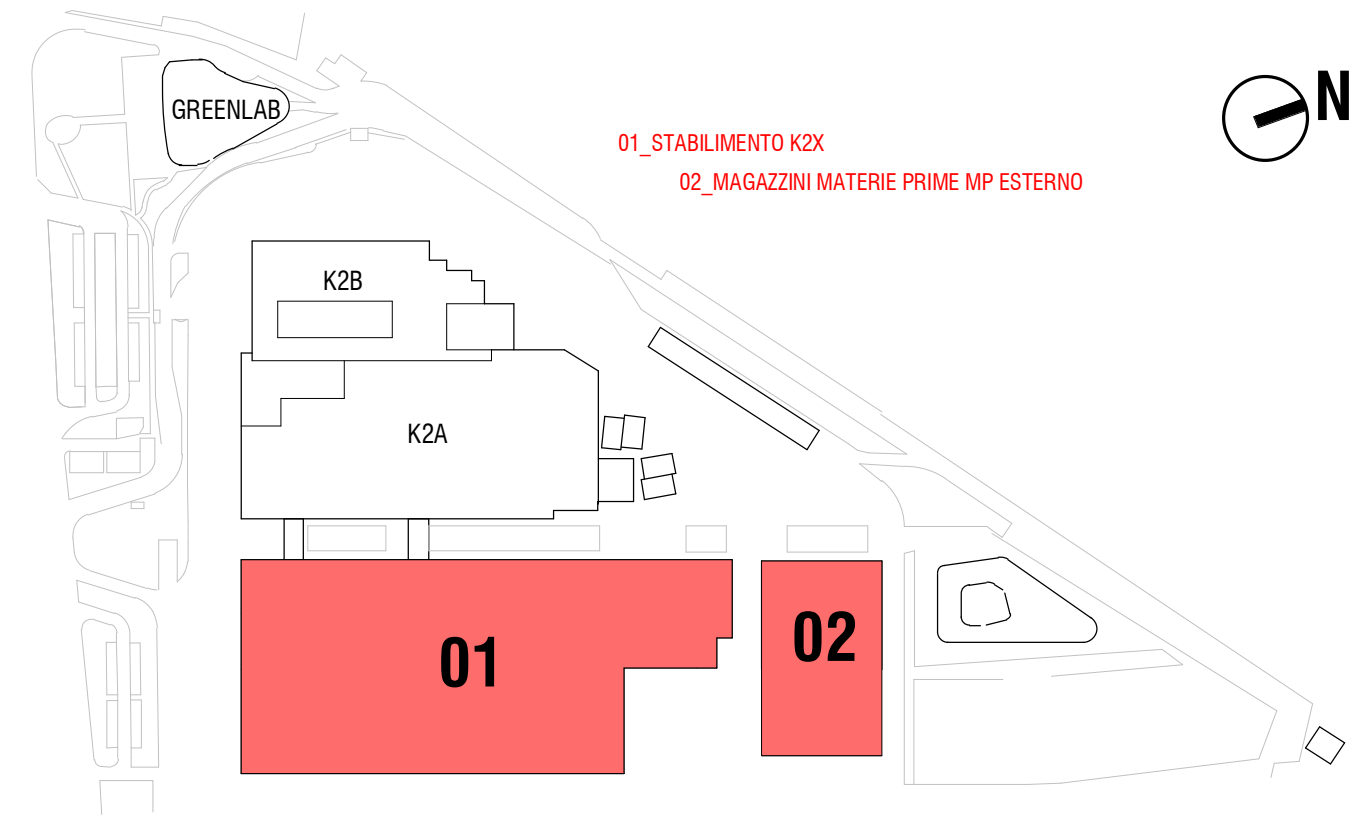 N
GREENLAB
01_STABILIMENTO K2X
02_MAGAZZINI MATERIE PRIME MP ESTERNO
K2B
K2A
01
02